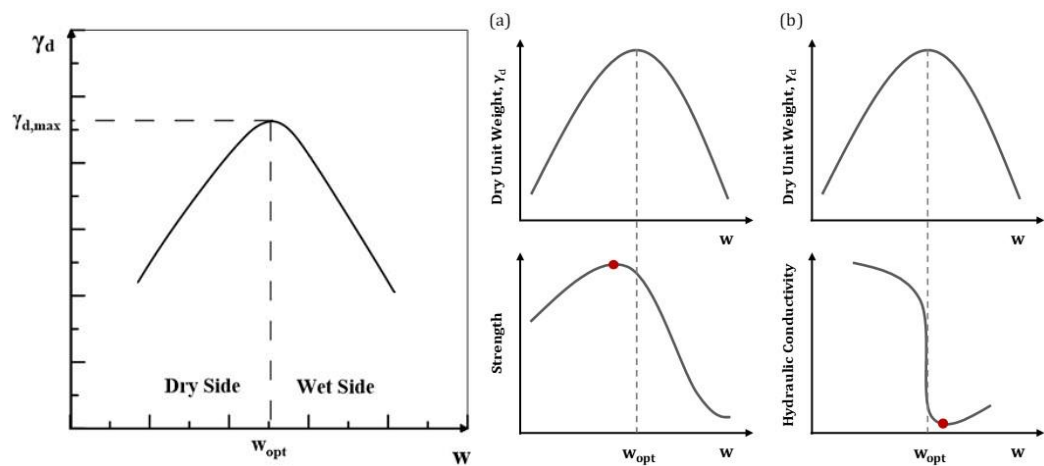 γd
γd,max
Dry Side
Wet Side
wopt
w
(a)
Dry Unit Weight, γd
w
Strength
wopt
w
(b)
Dry Unit Weight, γd
w
Hydraulic Conductivity
wopt
w